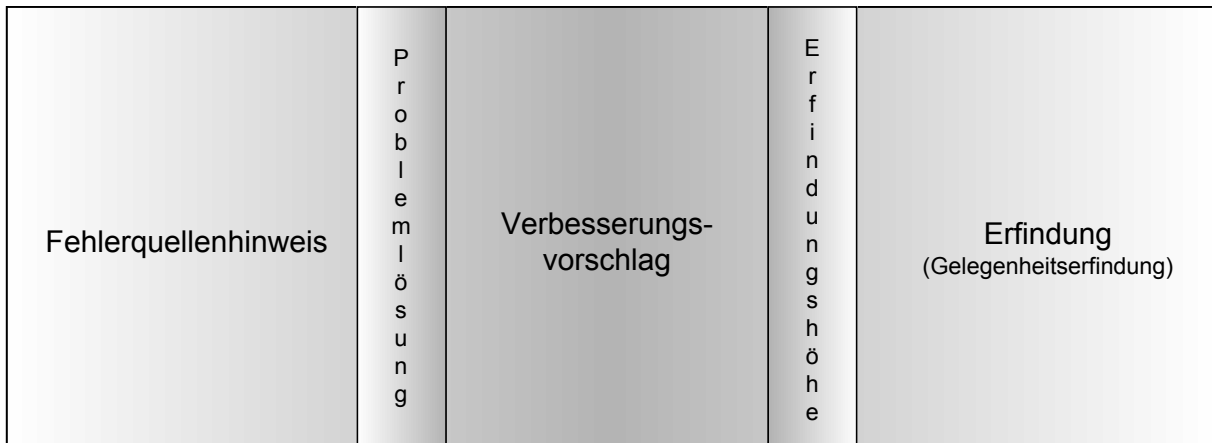 Fehlerquellenhinweis
Problemlösung
Verbesserungs-
vorschlag
Erfindungshöhe
Erfindung
(Gelegenheitserfindung)